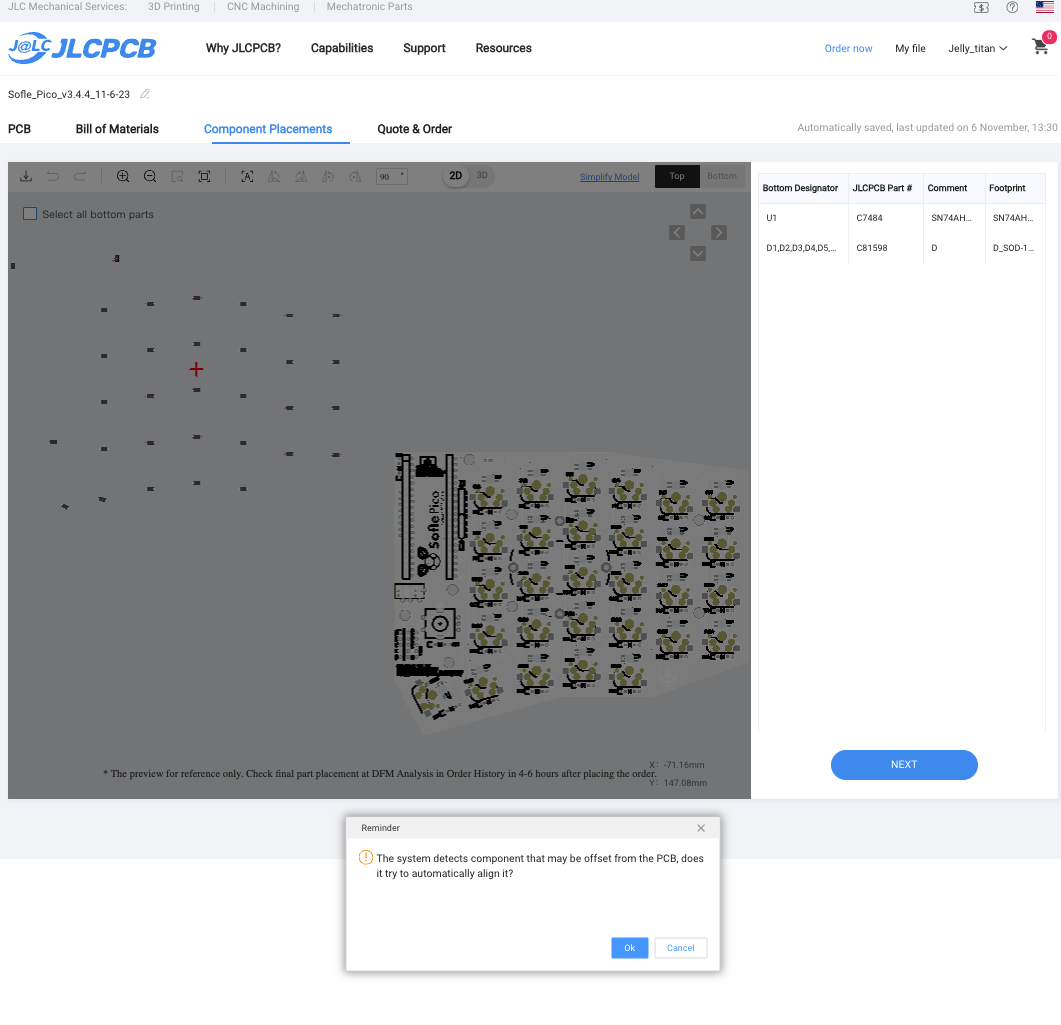 JLC Mechanical Services: 3D Printing CNC Machining Mechatronic Parts
J@LC JLCPCB Why JLCPCB? Capabilities Support Resources Order now My file Jelly_titan 0
Sofle_Pico_v3.4.4_11-6-23
PCB Bill of Materials Component Placements Quote & Order Automatically saved, last updated on 6 November, 13:30
90 ° 2D 3D Simplify Model Top Bottom
Select all bottom parts
Bottom Designator JLCPCB Part # Comment Footprint
U1 C7484 SN74AH... SN74AH...
D1,D2,D3,D4,D5,... C81598 D D_SOD-1...
SoflePico
X: -71.16mm
* The preview for reference only. Check final part placement at DFM Analysis in Order History in 4-6 hours after placing the order.
Y: 147.08mm
NEXT
Reminder
The system detects component that may be offset from the PCB, does
it try to automatically align it?
Ok Cancel